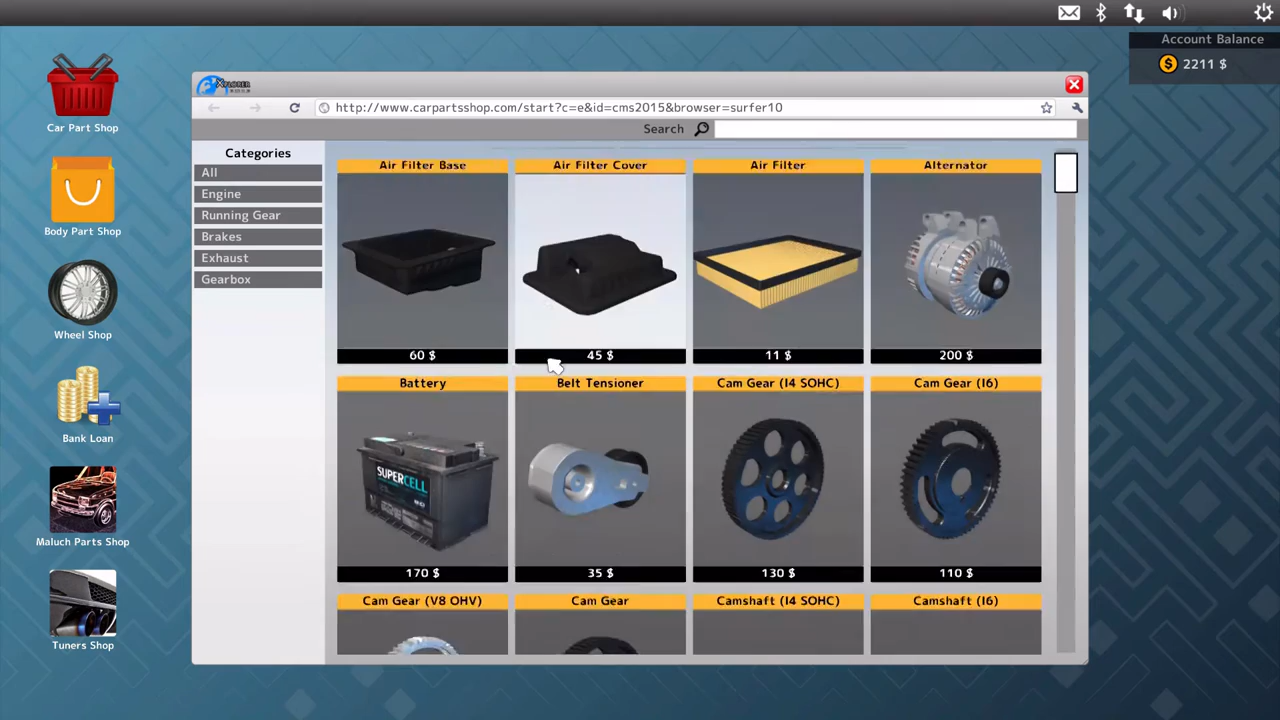 Account Balance
2211 $
Car Part Shop
Body Part Shop
Wheel Shop
Bank Loan
Maluch Parts Shop
Tuners Shop
XPLORER
http://www.carpartsshop.com/start?c=e&id=cms2015&browser=surfer10
Search
Categories
All
Engine
Running Gear
Brakes
Exhaust
Gearbox
Air Filter Base
Air Filter Cover
Air Filter
Alternator
60 $
45 $
11 $
200 $
Battery
Belt Tensioner
Cam Gear (I4 SOHC)
Cam Gear (I6)
SUPERCELL
170 $
35 $
130 $
110 $
Cam Gear (V8 OHV)
Cam Gear
Camshaft (I4 SOHC)
Camshaft (I6)